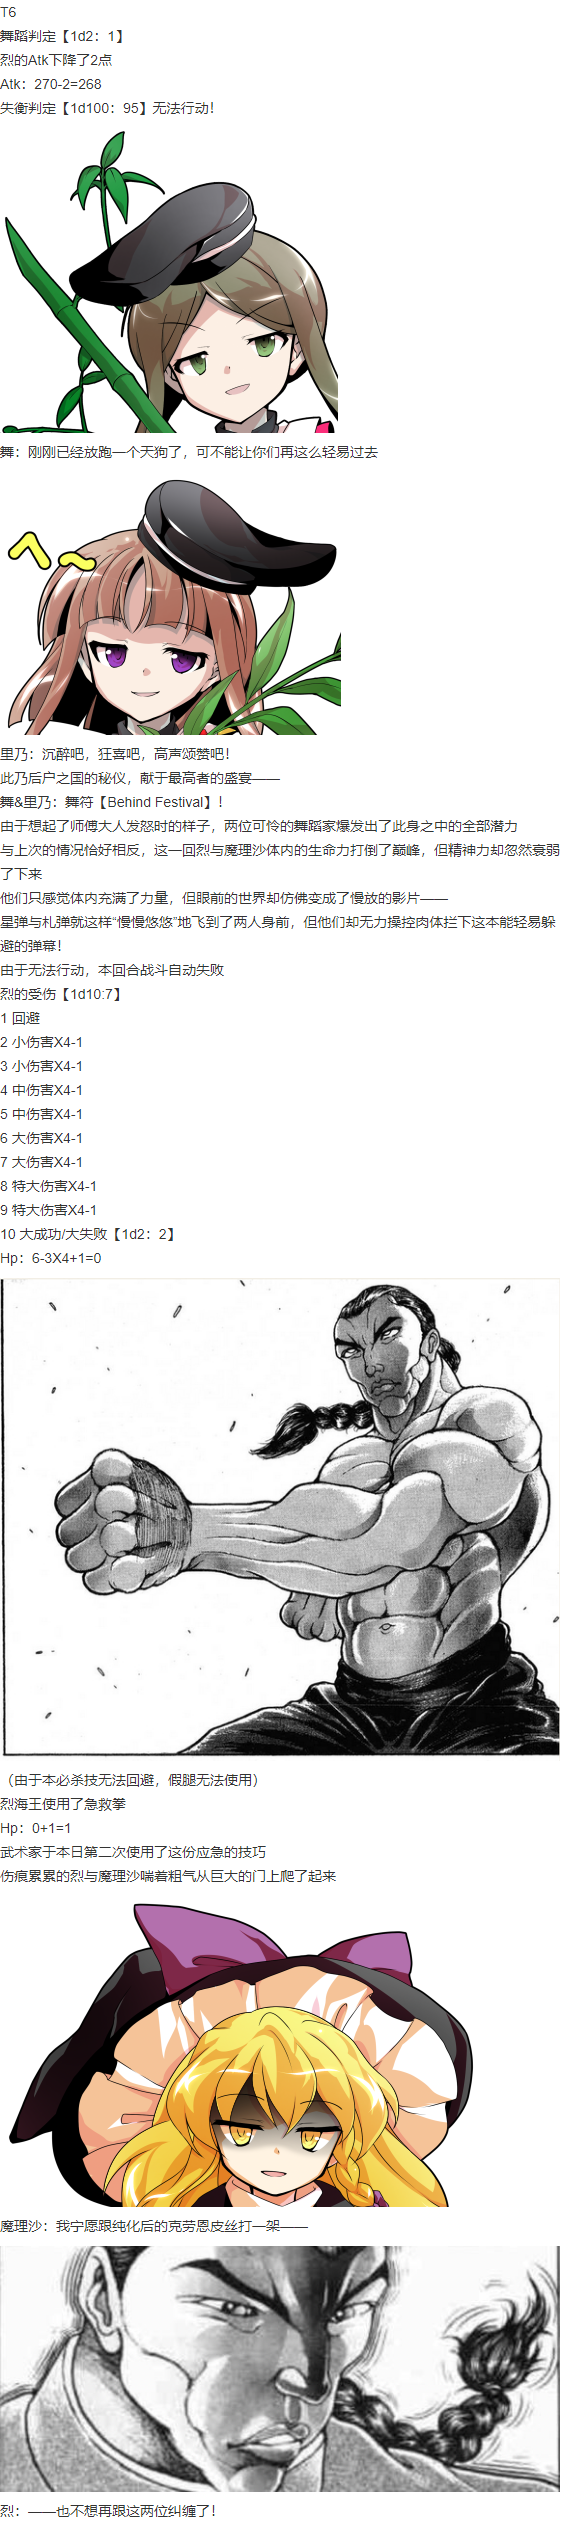 T6
舞蹈判定【1d2：1】
烈的Atk下降了2点
Atk：270-2=268
失衡判定【1d100：95】无法行动！
舞：刚刚已经放跑一个天狗了，可不能让你们再这么轻易过去
里乃：沉醉吧，狂喜吧，高声颂赞吧！
此乃后户之国的秘仪，献于最高者的盛宴——
舞&里乃：舞符【Behind Festival】！
由于想起了师傅大人发怒时的样子，两位可怜的舞蹈家爆发出了此身之中的全部潜力
与上次的情况恰好相反，这一回烈与魔理沙体内的生命力打倒了巅峰，但精神力却忽然衰弱
了下来
他们只感觉体内充满了力量，但眼前的世界却仿佛变成了慢放的影片——
星弹与札弹就这样“慢慢悠悠”地飞到了两人身前，但他们却无力操控肉体拦下这本能轻易躲
避的弹幕！
由于无法行动，本回合战斗自动失败
烈的受伤【1d10:7】
1 回避
2 小伤害X4-1
3 小伤害X4-1
4 中伤害X4-1
5 中伤害X4-1
6 大伤害X4-1
7 大伤害X4-1
8 特大伤害X4-1
9 特大伤害X4-1
10 大成功/大失败【1d2：2】
Hp：6-3X4+1=0
（由于本必杀技无法回避，假腿无法使用）
烈海王使用了急救拳
Hp：0+1=1
武术家于本日第二次使用了这份应急的技巧
伤痕累累的烈与魔理沙喘着粗气从巨大的门上爬了起来
魔理沙：我宁愿跟纯化后的克劳恩皮丝打一架——
烈：——也不想再跟这两位纠缠了！